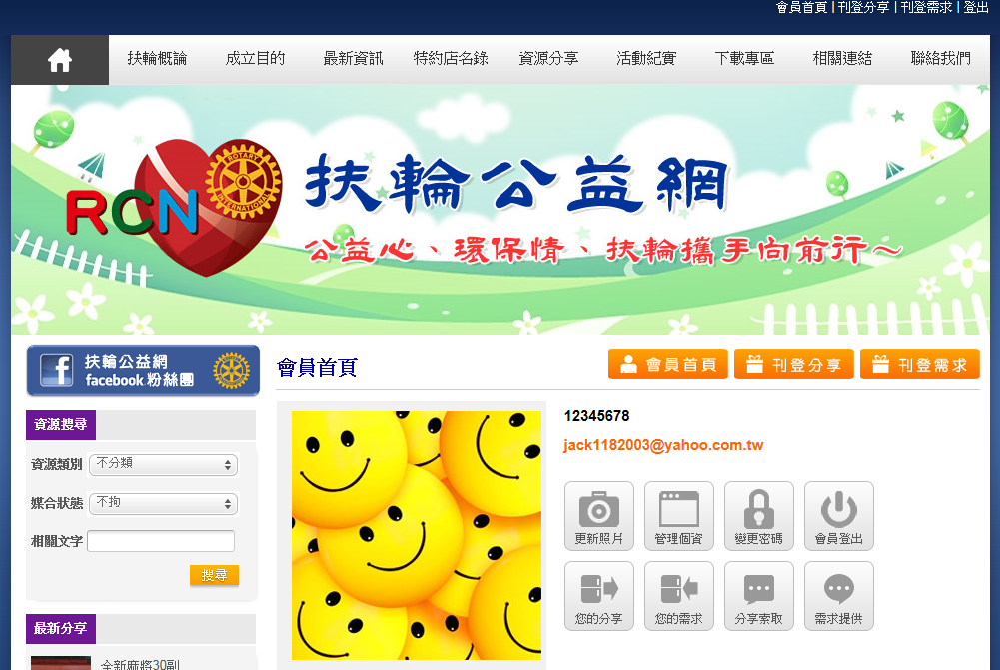 會員首頁 | 刊登分享 | 刊登需求 | 登出
扶輪概論 成立目的 最新資訊 特約店名錄 資源分享 活動紀實 下載專區 相關連結 聯絡我們
RCN
ROTARY
INTERNATIONAL
扶輪公益網
公益心、環保情、扶輪攜手向前行～
扶輪公益網
facebook 粉絲團
會員首頁
會員首頁 刊登分享 刊登需求
資源搜尋
資源類別 不分類
媒合狀態 不拘
相關文字
搜尋
最新分享
全新麻將30副
12345678
jack1182003@yahoo.com.tw
更新照片 管理個資 變更密碼 會員登出
您的分享 您的需求 分享索取 需求提供